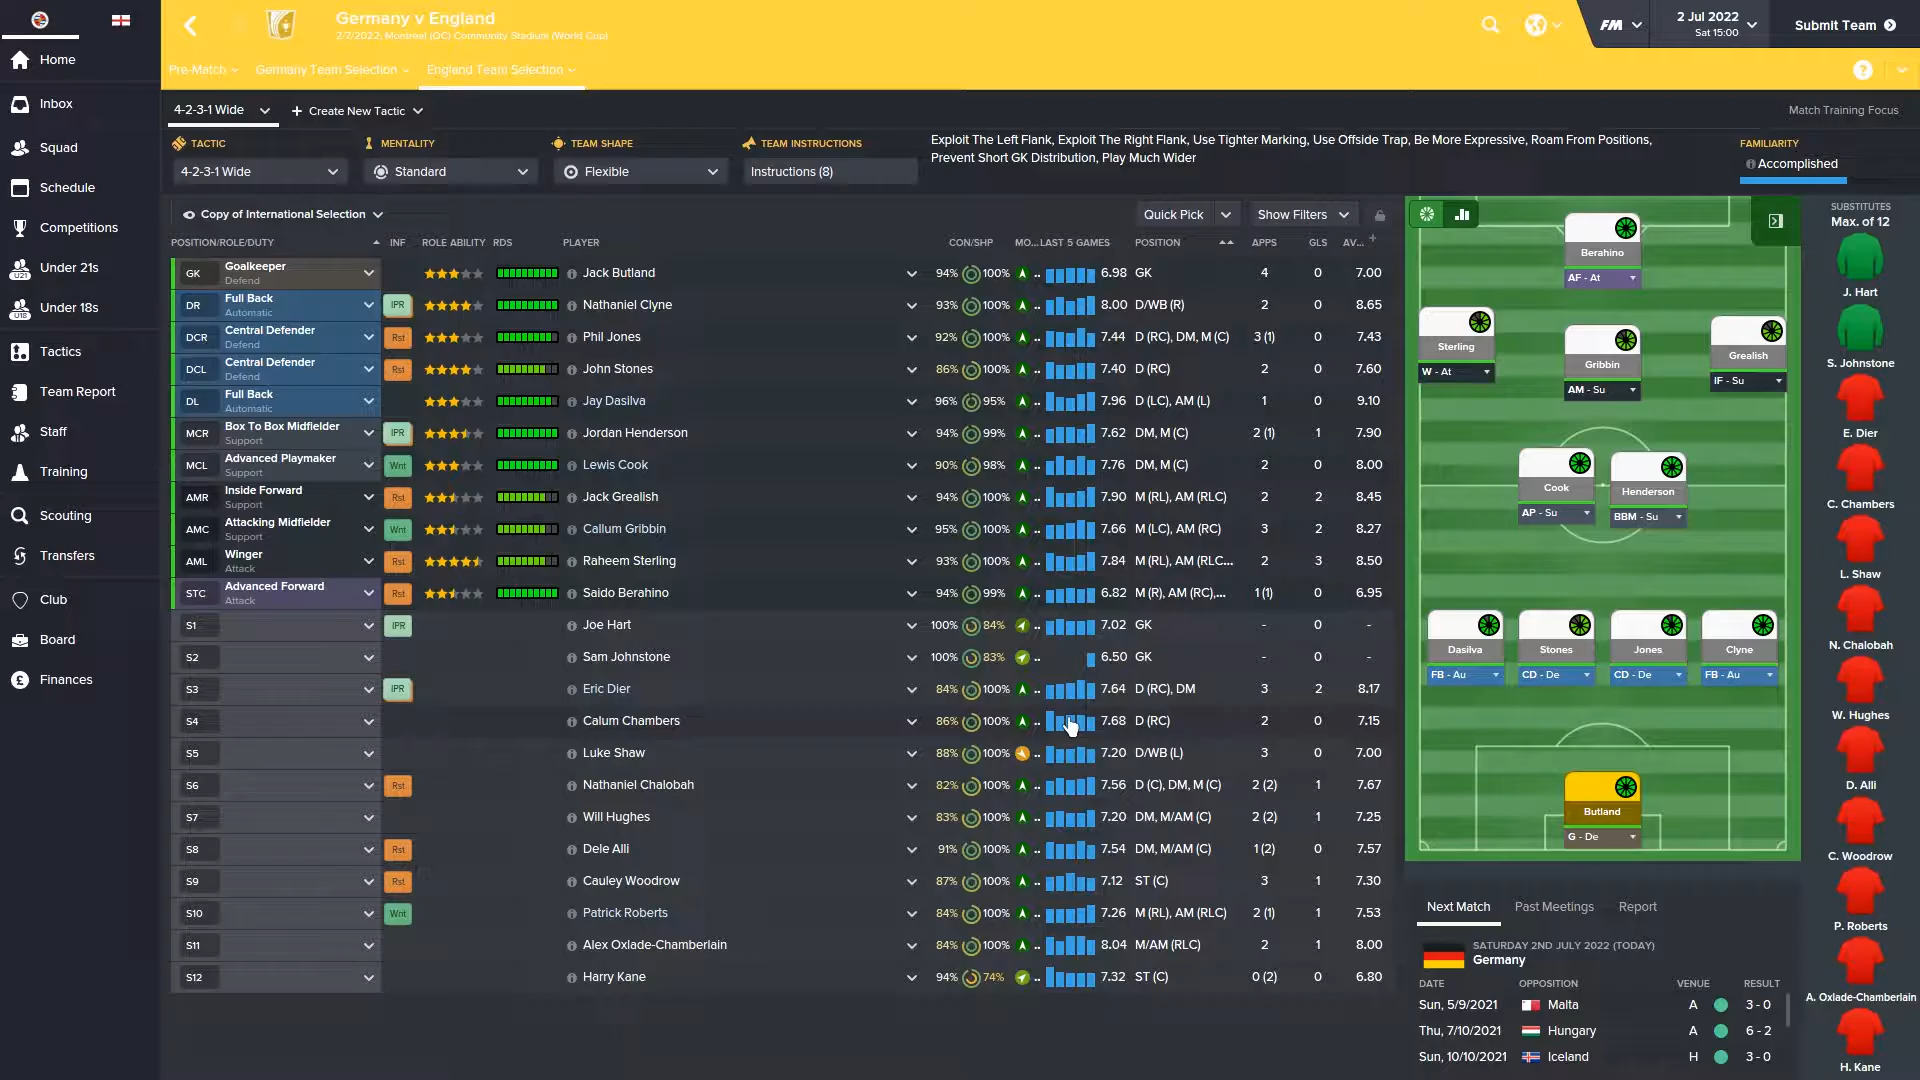 Germany v England
2/7/2022, Montreal (QC) Community Stadium (World Cup)
FM
2 Jul 2022
Sat 15:00
Submit Team
Pre-Match
Germany Team Selection
England Team Selection
Home
Inbox
Squad
Schedule
Competitions
Under 21s
Under 18s
Tactics
Team Report
Staff
Training
Scouting
Transfers
Club
Board
Finances
4-2-3-1 Wide
+ Create New Tactic
Match Training Focus
TACTIC
4-2-3-1 Wide
MENTALITY
Standard
TEAM SHAPE
Flexible
TEAM INSTRUCTIONS
Instructions (8)
Exploit The Left Flank, Exploit The Right Flank, Use Tighter Marking, Use Offside Trap, Be More Expressive, Roam From Positions,
Prevent Short GK Distribution, Play Much Wider
FAMILIARITY
Accomplished
Copy of International Selection
Quick Pick
Show Filters
POSITION/ROLE/DUTY INF ROLE ABILITY RDS PLAYER CON/SHP MO... LAST 5 GAMES POSITION APPS GLS AV...
GK Goalkeeper Defend Jack Butland 94% 100% 6.98 GK 4 0 7.00
DR Full Back Automatic IPR Nathaniel Clyne 93% 100% 8.00 D/WB (R) 2 0 8.65
DCR Central Defender Defend Rst Phil Jones 92% 100% 7.44 D (RC), DM, M (C) 3 (1) 0 7.43
DCL Central Defender Defend Rst John Stones 86% 100% 7.40 D (RC) 2 0 7.60
DL Full Back Automatic Jay Dasilva 96% 95% 7.96 D (LC), AM (L) 1 0 9.10
MCR Box To Box Midfielder Support IPR Jordan Henderson 94% 99% 7.62 DM, M (C) 2 (1) 1 7.90
MCL Advanced Playmaker Support Wnt Lewis Cook 90% 98% 7.76 DM, M (C) 2 0 8.00
AMR Inside Forward Support Rst Jack Grealish 94% 100% 7.90 M (RL), AM (RLC) 2 2 8.45
AMC Attacking Midfielder Support Wnt Callum Gribbin 95% 100% 7.66 M (LC), AM (RC) 3 2 8.27
AML Winger Attack Rst Raheem Sterling 93% 100% 7.84 M (RL), AM (RLC... 2 3 8.50
STC Advanced Forward Attack Rst Saido Berahino 94% 99% 6.82 M (R), AM (RC),... 1 (1) 0 6.95
S1 IPR Joe Hart 100% 84% 7.02 GK - 0 -
S2 Sam Johnstone 100% 83% 6.50 GK - 0 -
S3 IPR Eric Dier 84% 100% 7.64 D (RC), DM 3 2 8.17
S4 Calum Chambers 86% 100% 7.68 D (RC) 2 0 7.15
S5 Luke Shaw 88% 100% 7.20 D/WB (L) 3 0 7.00
S6 Rst Nathaniel Chalobah 82% 100% 7.56 D (C), DM, M (C) 2 (2) 1 7.67
S7 Will Hughes 83% 100% 7.20 DM, M/AM (C) 2 (2) 1 7.25
S8 Rst Dele Alli 91% 100% 7.54 DM, M/AM (C) 1 (2) 0 7.57
S9 Rst Cauley Woodrow 87% 100% 7.12 ST (C) 3 1 7.30
S10 Wnt Patrick Roberts 84% 100% 7.26 M (RL), AM (RLC) 2 (1) 1 7.53
S11 Alex Oxlade-Chamberlain 84% 100% 8.04 M/AM (RLC) 2 1 8.00
S12 Harry Kane 94% 74% 7.32 ST (C) 0 (2) 0 6.80
Berahino
AF - At
Sterling
W - At
Gribbin
AM - Su
Grealish
IF - Su
Cook
AP - Su
Henderson
BBM - Su
Dasilva
FB - Au
Stones
CD - De
Jones
CD - De
Clyne
FB - Au
Butland
G - De
SUBSTITUTES
Max. of 12
J. Hart
S. Johnstone
E. Dier
C. Chambers
L. Shaw
N. Chalobah
W. Hughes
D. Alli
C. Woodrow
P. Roberts
A. Oxlade-Chamberlain
H. Kane
Next Match
Past Meetings
Report
SATURDAY 2ND JULY 2022 (TODAY)
Germany
DATE OPPOSITION VENUE RESULT
Sun, 5/9/2021 Malta A 3 - 0
Thu, 7/10/2021 Hungary A 6 - 2
Sun, 10/10/2021 Iceland H 3 - 0